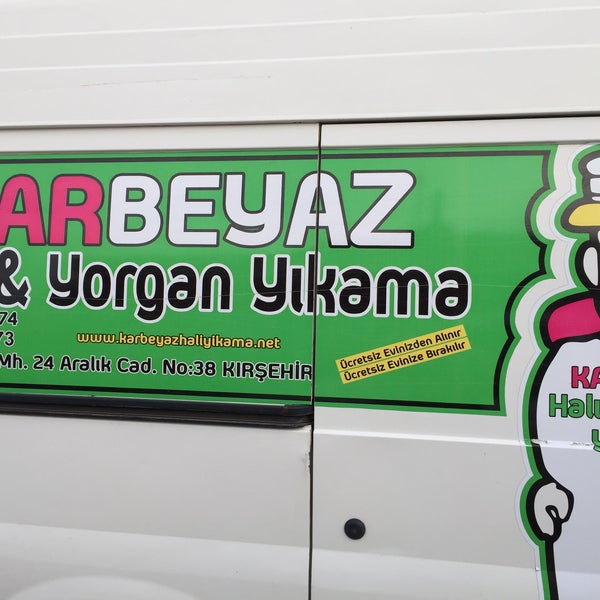 ARBEYAZ
& Yorgan Yıkama
74
73
www.karbeyazhaliyikama.net
Mh. 24 Aralık Cad. No:38 KIRŞEHİR
Ücretsiz Evinizden Alınır
Ücretsiz Evinize Bırakılır
KA
Halı
Y